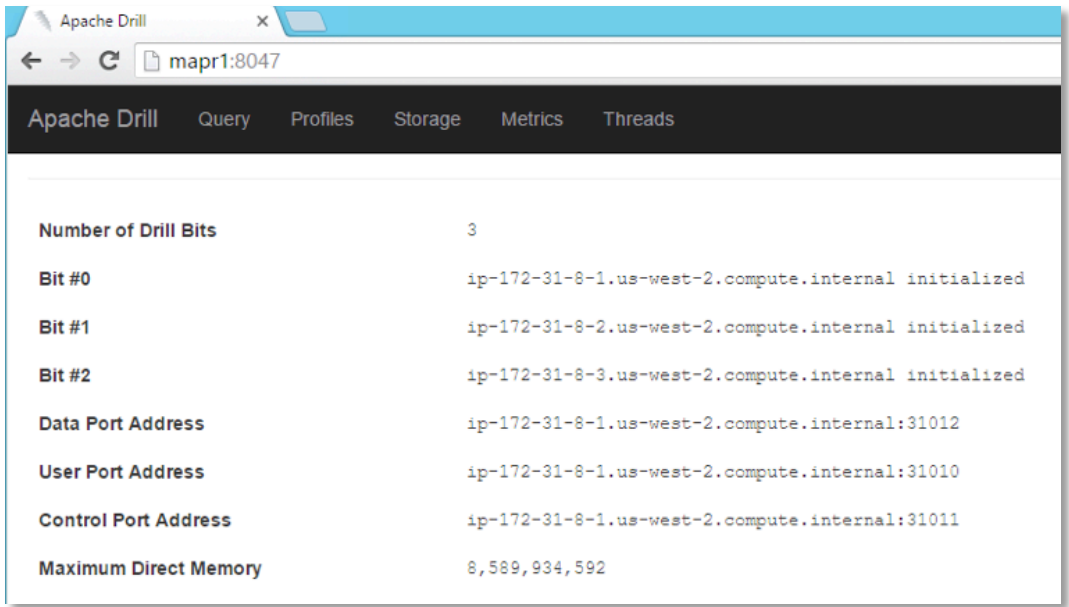 Apache Drill
mapr1:8047
Apache Drill Query Profiles Storage Metrics Threads
Number of Drill Bits 3
Bit #0 ip-172-31-8-1.us-west-2.compute.internal initialized
Bit #1 ip-172-31-8-2.us-west-2.compute.internal initialized
Bit #2 ip-172-31-8-3.us-west-2.compute.internal initialized
Data Port Address ip-172-31-8-1.us-west-2.compute.internal:31012
User Port Address ip-172-31-8-1.us-west-2.compute.internal:31010
Control Port Address ip-172-31-8-1.us-west-2.compute.internal:31011
Maximum Direct Memory 8,589,934,592